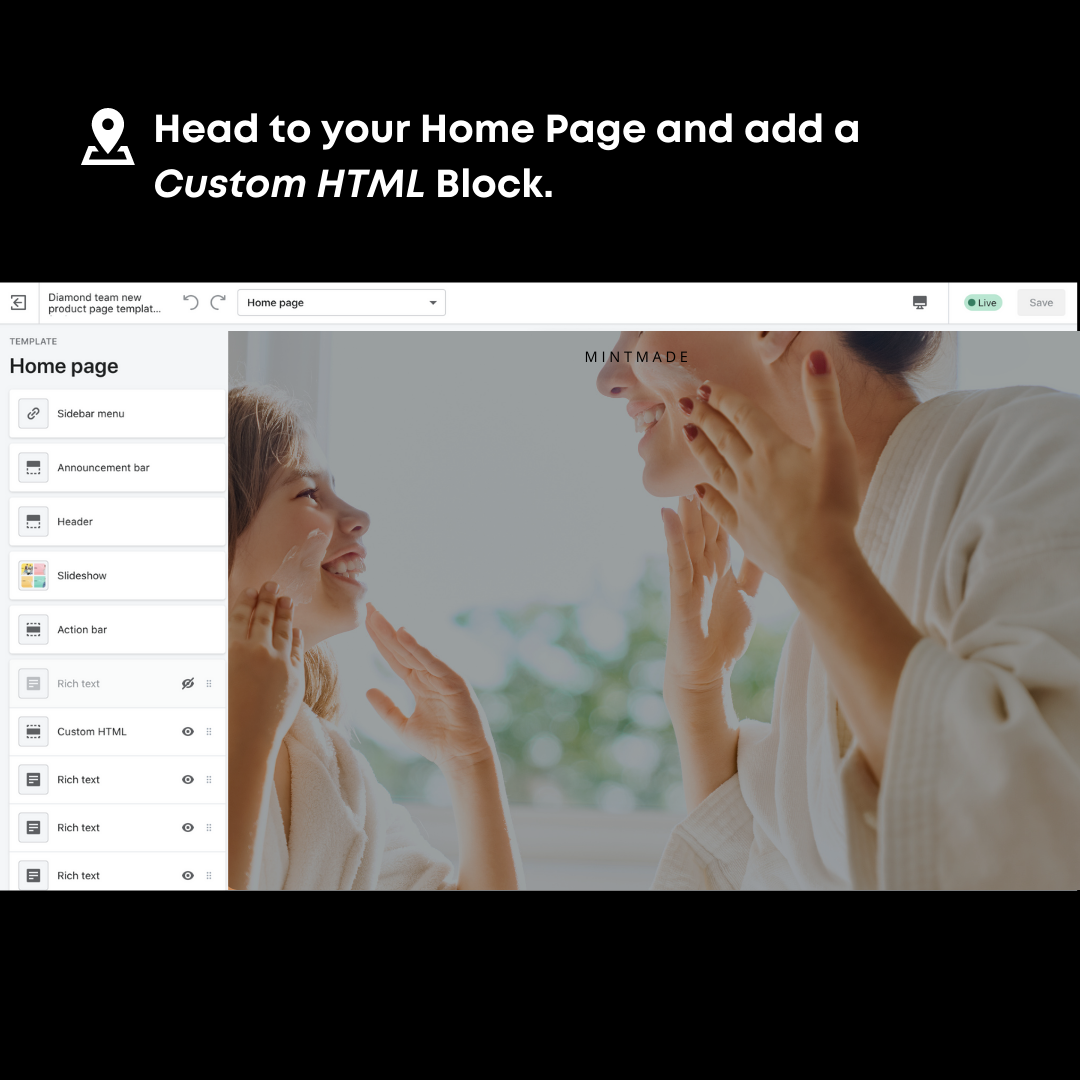 Head to your Home Page and add a
Custom HTML Block.
Diamond team new
product page templat...
Home page
Live
Save
TEMPLATE
Home page
MINTMADE
Sidebar menu
Announcement bar
Header
Slideshow
Action bar
Rich text
Custom HTML
Rich text
Rich text
Rich text